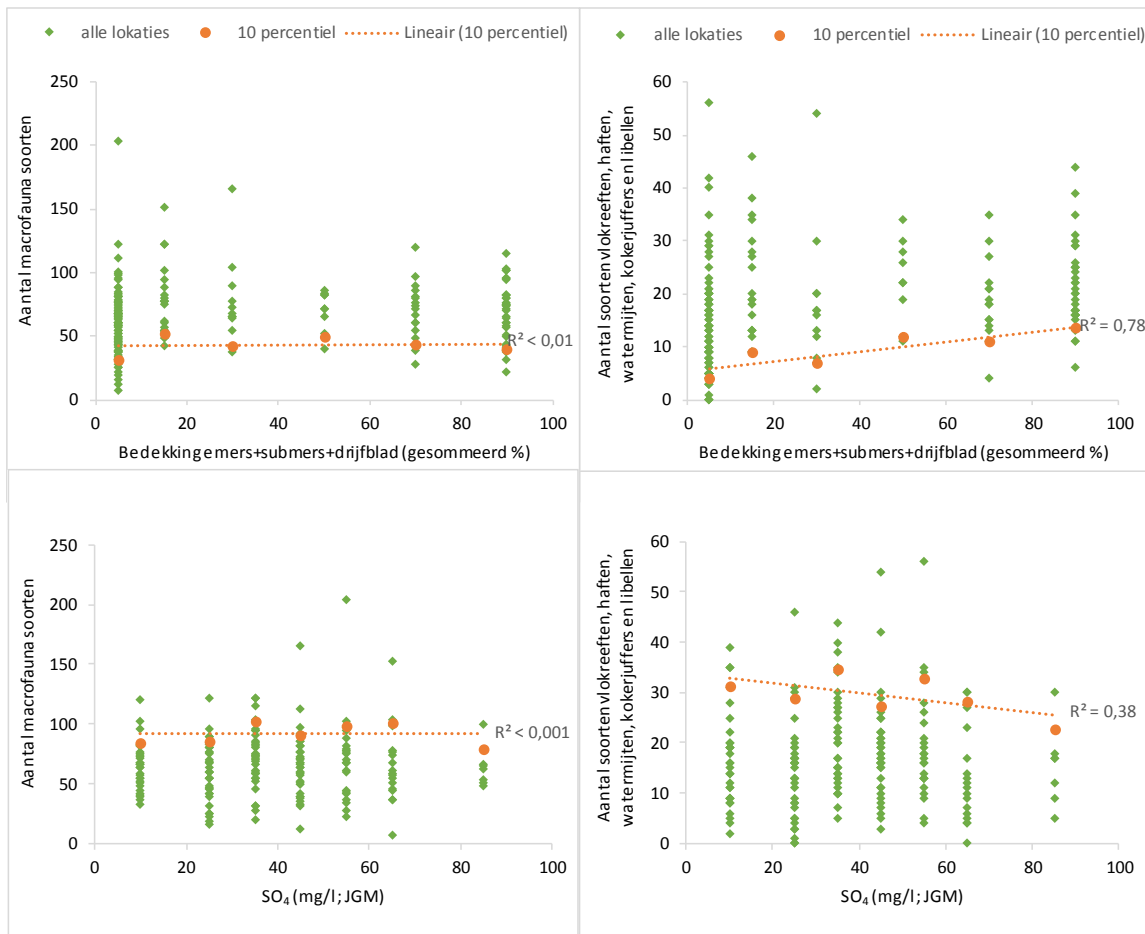 alle lokaties 10 percentiel Lineair (10 percentiel)
250
200
150
100
50
0
Aantal macrofauna soorten
R² < 0,01
0 20 40 60 80 100
Bedekking emers+submers+drijfblad (gesommeerd %)
alle lokaties 10 percentiel Lineair (10 percentiel)
60
50
40
30
20
10
0
Aantal soorten vlokreeften, haften,
watermijten, kokerjuffers en libellen
R² = 0,78
0 20 40 60 80 100
Bedekking emers+submers+drijfblad (gesommeerd %)
250
200
150
100
50
0
Aantal macrofauna soorten
R² < 0,001
0 20 40 60 80 100
SO₄ (mg/l; JGM)
60
50
40
30
20
10
0
Aantal soorten vlokreeften, haften,
watermijten, kokerjuffers en libellen
R² = 0,38
0 20 40 60 80 100
SO₄ (mg/l; JGM)